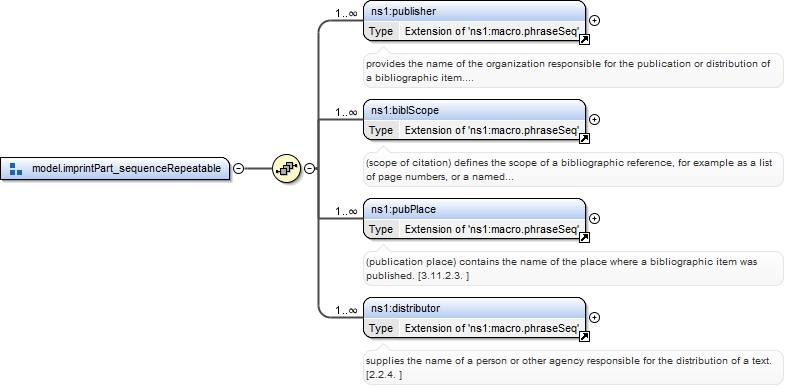 1..∞
ns1:publisher
Type Extension of 'ns1:macro.phraseSeq'
provides the name of the organization responsible for the publication or distribution of
a bibliographic item....
1..∞
ns1:biblScope
Type Extension of 'ns1:macro.phraseSeq'
(scope of citation) defines the scope of a bibliographic reference, for example as a list
of page numbers, or a named...
model.imprintPart_sequenceRepeatable
1..∞
ns1:pubPlace
Type Extension of 'ns1:macro.phraseSeq'
(publication place) contains the name of the place where a bibliographic item was
published. [3.11.2.3. ]
1..∞
ns1:distributor
Type Extension of 'ns1:macro.phraseSeq'
supplies the name of a person or other agency responsible for the distribution of a text.
[2.2.4. ]